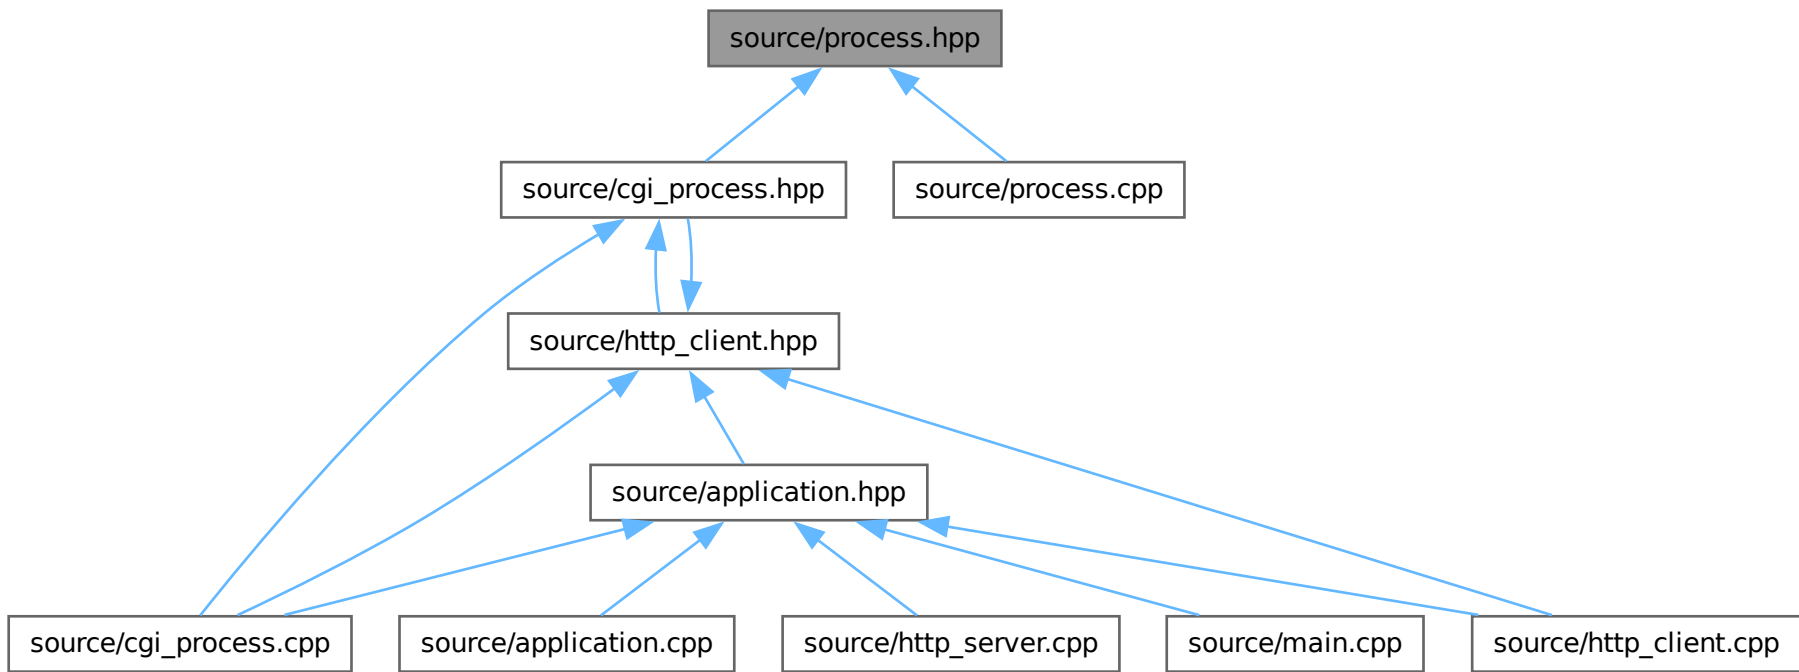 source/process.hpp
source/cgi_process.hpp
source/process.cpp
source/http_client.hpp
source/application.hpp
source/cgi_process.cpp
source/application.cpp
source/http_server.cpp
source/main.cpp
source/http_client.cpp